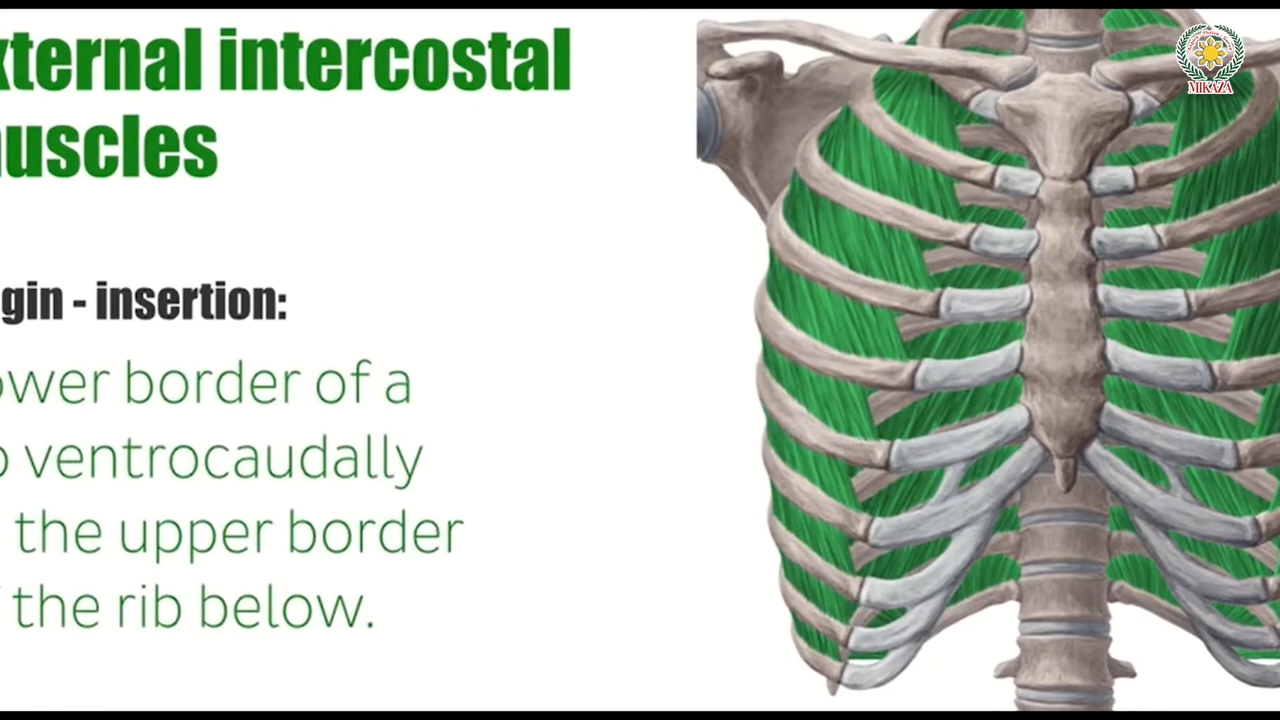 xternal intercostal
uscles
gin - insertion:
ower border of a
ventrocaudally
the upper border
the rib below.
MIKAZA